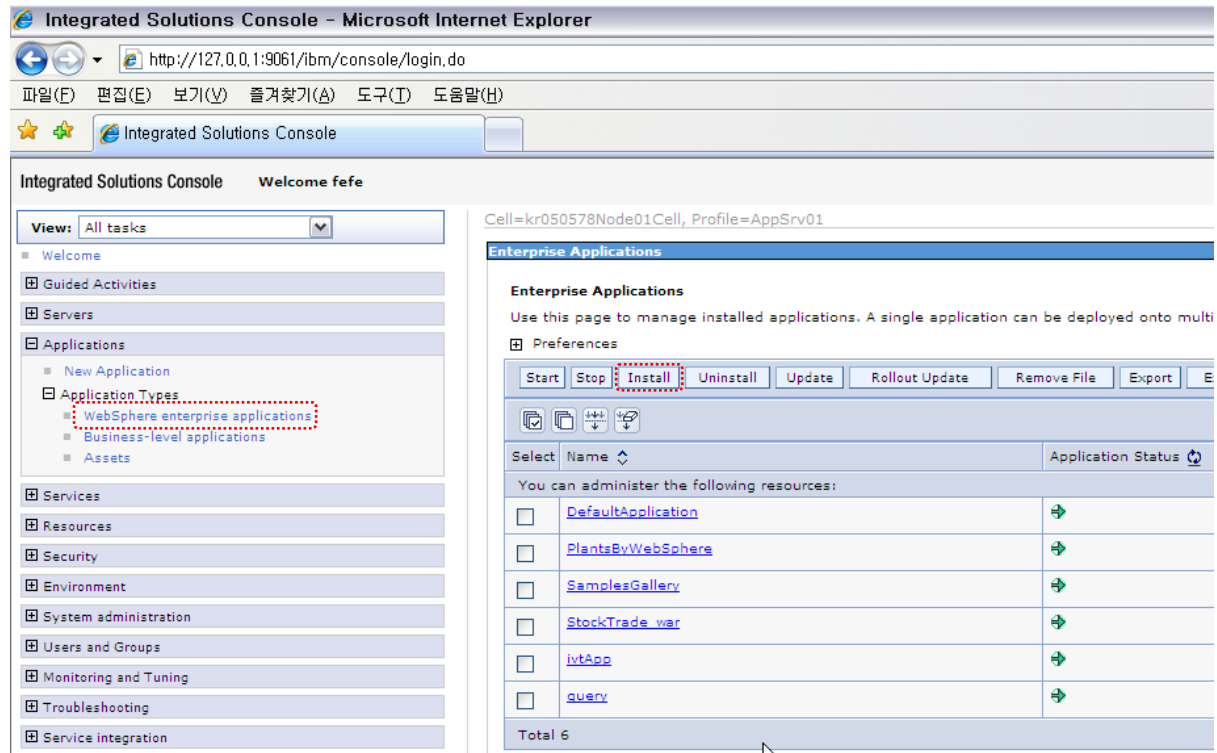 Integrated Solutions Console - Microsoft Internet Explorer
http://127.0.0.1:9061/ibm/console/login.do
파일(F) 편집(E) 보기(V) 즐겨찾기(A) 도구(T) 도움말(H)
Integrated Solutions Console
Integrated Solutions Console Welcome fefe
View: All tasks
Welcome
Guided Activities
Servers
Applications
New Application
Application Types
WebSphere enterprise applications
Business-level applications
Assets
Services
Resources
Security
Environment
System administration
Users and Groups
Monitoring and Tuning
Troubleshooting
Service integration
Cell=kr050578Node01Cell, Profile=AppSrv01
Enterprise Applications
Enterprise Applications
Use this page to manage installed applications. A single application can be deployed onto multi
Preferences
Start Stop Install Uninstall Update Rollout Update Remove File Export E
Select Name Application Status
You can administer the following resources:
DefaultApplication
PlantsByWebSphere
SamplesGallery
StockTrade_war
ivtApp
query
Total 6